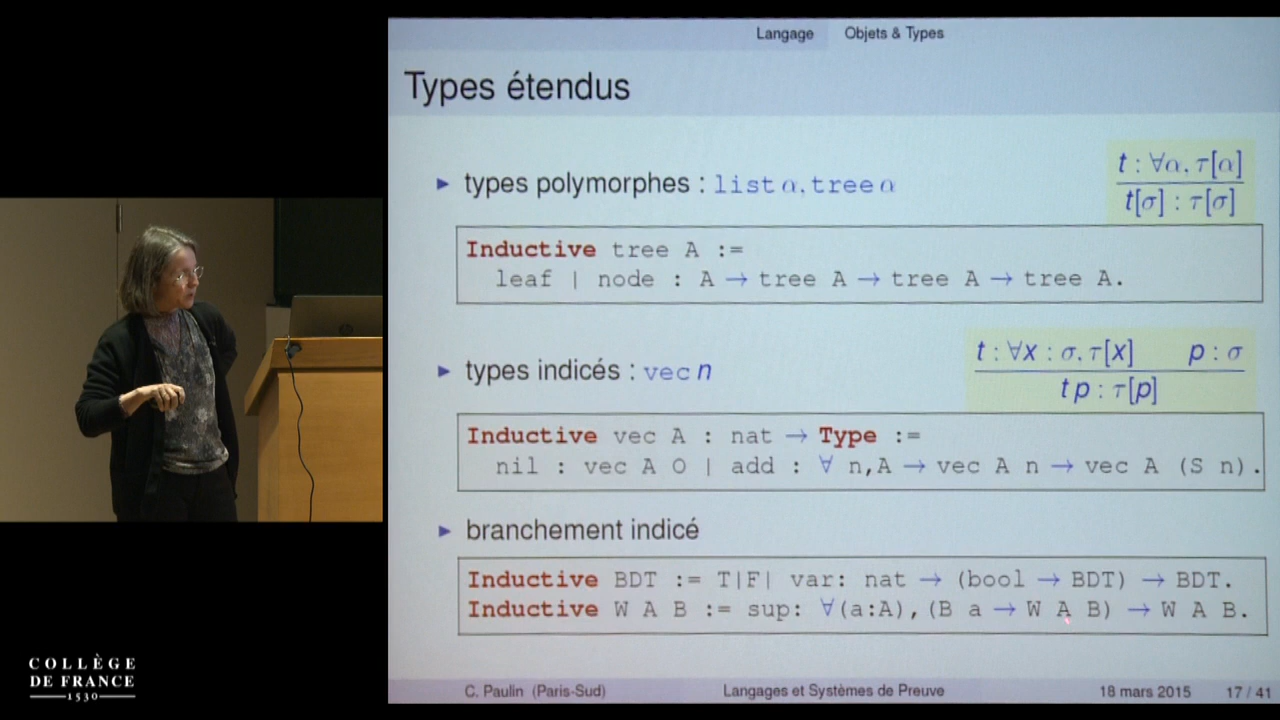 Langage Objets & Types
Types étendus
▶ types polymorphes : list α, tree α
t : ∀α, τ[α]
t[σ] : τ[σ]
Inductive tree A :=
leaf | node : A → tree A → tree A → tree A.
▶ types indicés : vec n
t : ∀x : σ, τ[x] p : σ
t p : τ[p]
Inductive vec A : nat → Type :=
nil : vec A O | add : ∀ n,A → vec A n → vec A (S n).
▶ branchement indicé
Inductive BDT := T|F| var: nat → (bool → BDT) → BDT.
Inductive W A B := sup: ∀(a:A),(B a → W A B) → W A B.
C. Paulin (Paris-Sud) Langages et Systèmes de Preuve 18 mars 2015 17 / 41
COLLÈGE
DE FRANCE
1530